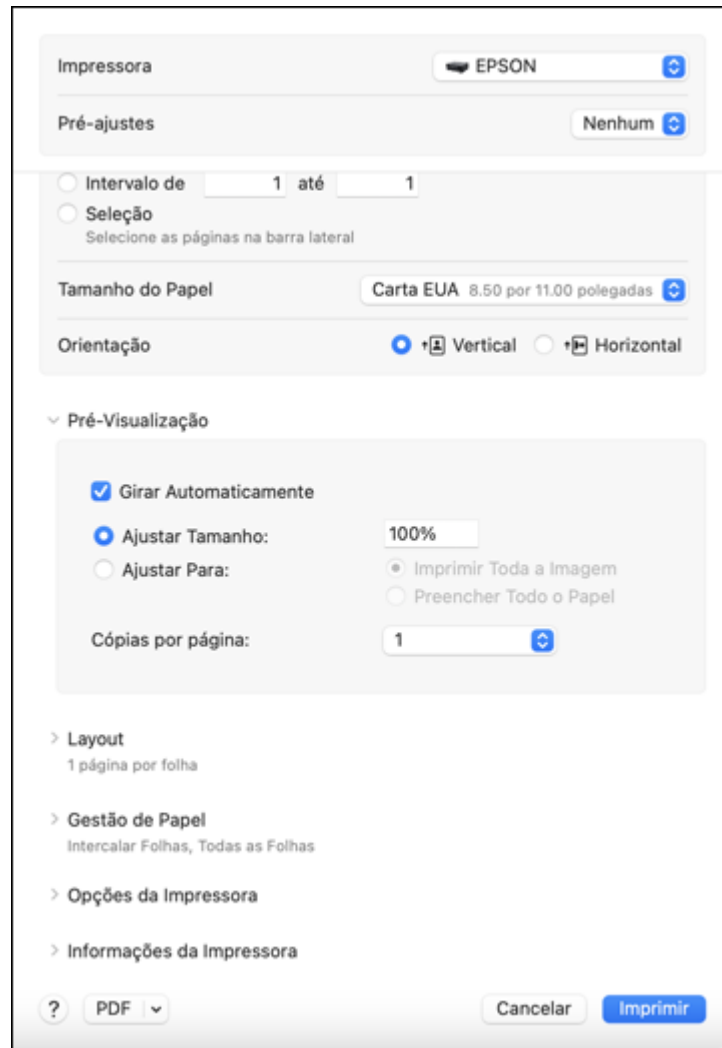 Impressora EPSON
Pré-ajustes Nenhum
Intervalo de 1 até 1
Seleção
Selecione as páginas na barra lateral
Tamanho do Papel Carta EUA 8.50 por 11.00 polegadas
Orientação Vertical Horizontal
Pré-Visualização
Girar Automaticamente
Ajustar Tamanho: 100%
Ajustar Para: Imprimir Toda a Imagem
Preencher Todo o Papel
Cópias por página: 1
Layout
1 página por folha
Gestão de Papel
Intercalar Folhas, Todas as Folhas
Opções da Impressora
Informações da Impressora
? PDF Cancelar Imprimir